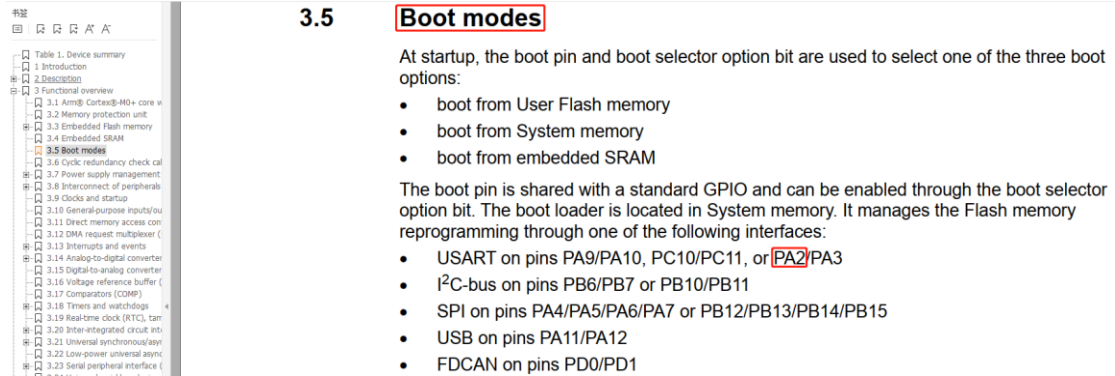 书签
Table 1. Device summary
1 Introduction
2 Description
3 Functional overview
3.1 Arm® Cortex®-M0+ core w
3.2 Memory protection unit
3.3 Embedded Flash memory
3.4 Embedded SRAM
3.5 Boot modes
3.6 Cyclic redundancy check cal
3.7 Power supply management
3.8 Interconnect of peripherals
3.9 Clocks and startup
3.10 General-purpose inputs/ou
3.11 Direct memory access con
3.12 DMA request multiplexer (
3.13 Interrupts and events
3.14 Analog-to-digital converter
3.15 Digital-to-analog converter
3.16 Voltage reference buffer (
3.17 Comparators (COMP)
3.18 Timers and watchdogs
3.19 Real-time clock (RTC), tam
3.20 Inter-integrated circuit inte
3.21 Universal synchronous/asyn
3.22 Low-power universal async
3.23 Serial peripheral interface (
3.5 Boot modes
At startup, the boot pin and boot selector option bit are used to select one of the three boot
options:
• boot from User Flash memory
• boot from System memory
• boot from embedded SRAM
The boot pin is shared with a standard GPIO and can be enabled through the boot selector
option bit. The boot loader is located in System memory. It manages the Flash memory
reprogramming through one of the following interfaces:
• USART on pins PA9/PA10, PC10/PC11, or PA2/PA3
• I²C-bus on pins PB6/PB7 or PB10/PB11
• SPI on pins PA4/PA5/PA6/PA7 or PB12/PB13/PB14/PB15
• USB on pins PA11/PA12
• FDCAN on pins PD0/PD1